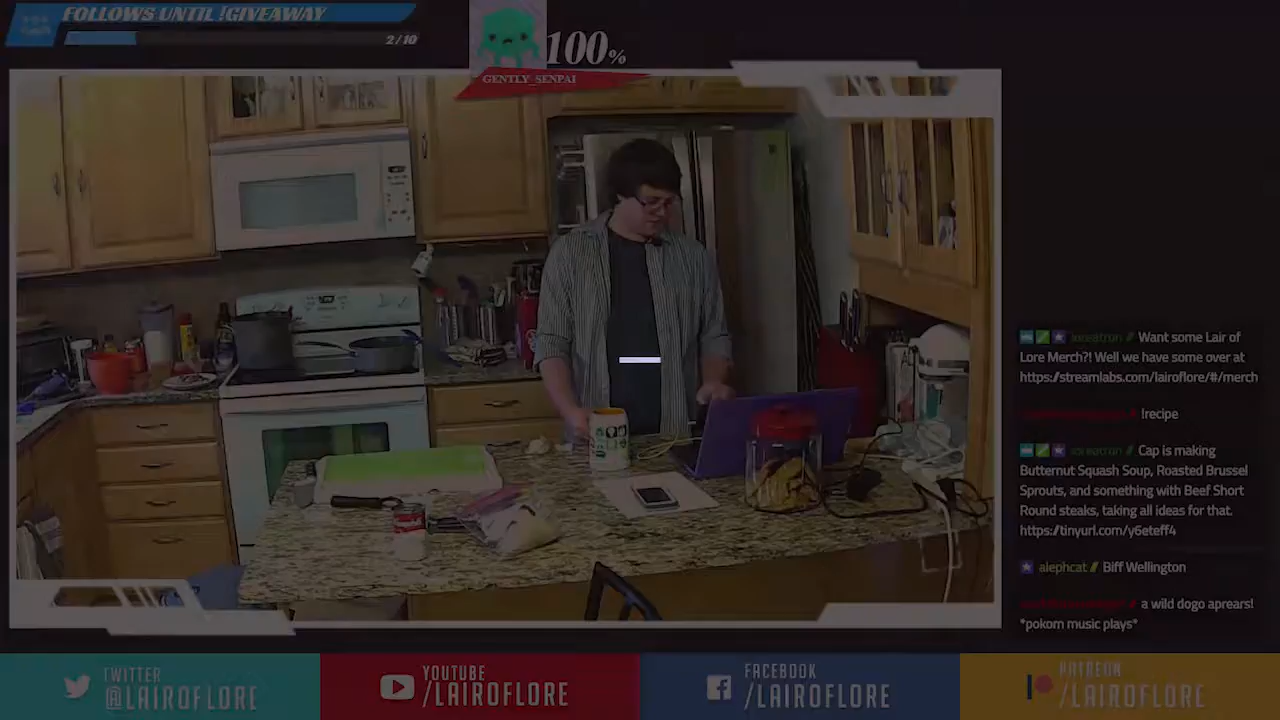 FOLLOWS UNTIL !GIVEAWAY
2/10
100%
GENTLY_SENPAI
Want some Lair of
Lore Merch?! Well we have some over at
https://streamlabs.com/lairoflore/#/merch
!recipe
Cap is making
Butternut Squash Soup, Roasted Brussel
Sprouts, and something with Beef Short
Round steaks, taking all ideas for that.
https://tinyurl.com/y6eteff4
alephcat Biff Wellington
a wild dogo aprears!
*pokom music plays*
TWITTER
@LAIROFLORE
YOUTUBE
/LAIROFLORE
FACEBOOK
/LAIROFLORE
PATREON
/LAIROFLORE